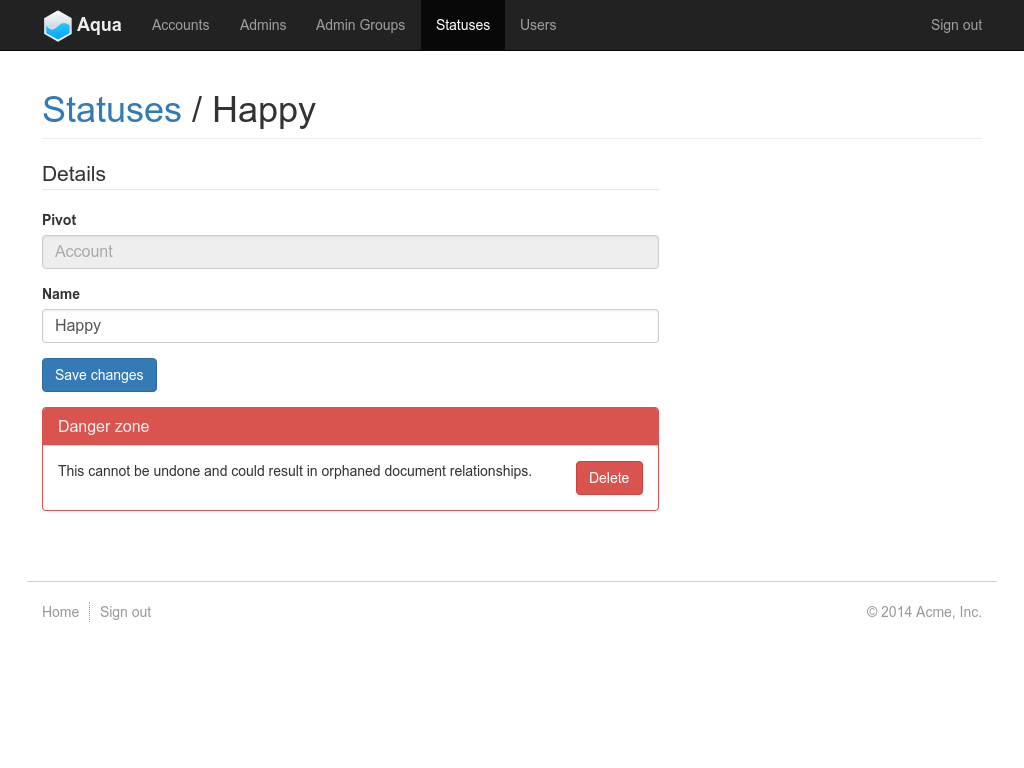 Aqua Accounts Admins Admin Groups Statuses Users Sign out
Statuses / Happy
Details
Pivot
Account
Name
Happy
Save changes
Danger zone
This cannot be undone and could result in orphaned document relationships. Delete
Home Sign out © 2014 Acme, Inc.